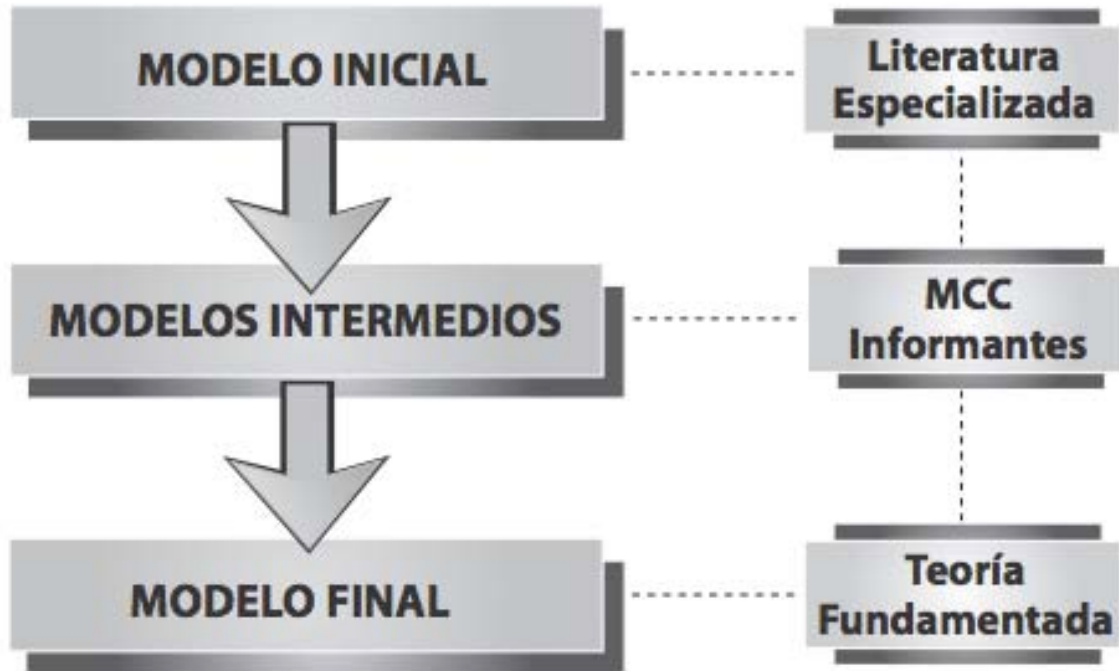 MODELO INICIAL
Literatura
Especializada
MODELOS INTERMEDIOS
MCC
Informantes
MODELO FINAL
Teoría
Fundamentada